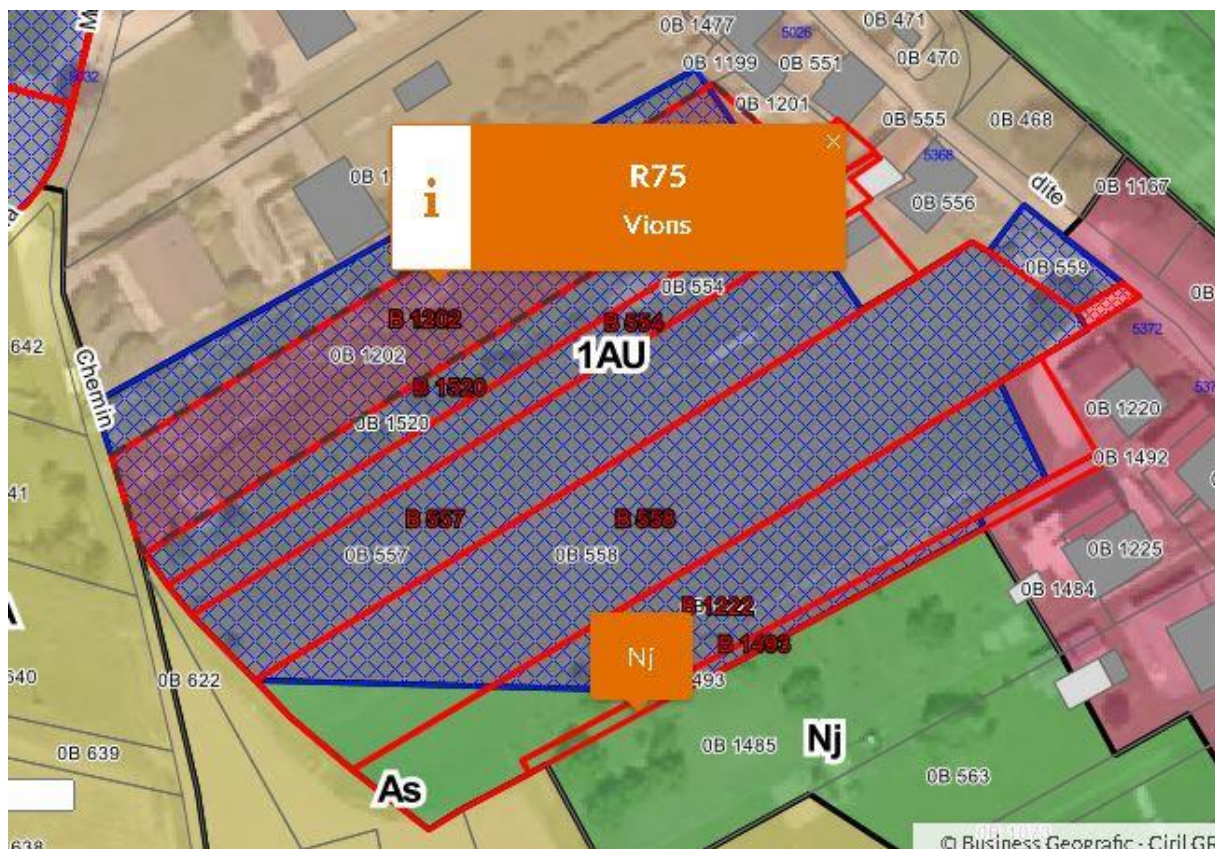 0B 1477
0B 471
5026
5032
0B 1199
0B 551
0B 470
0B 1201
0B 555
0B 468
5368
R75
Vions
i
0B 1
0B 556
dite
0B 1167
0B 559
0B 554
B 1202
B 554
5372
642
0B 1202
1AU
Chemin
B 1520
0B 1520
0B 1220
0B 1492
41
B 557
B 558
0B 557
0B 558
0B 1225
0B 1484
B 1222
B 1493
Nj
640
0B 622
493
0B 639
0B 1485
Nj
0B 563
As
638
© Business Geografic - Ciril GR